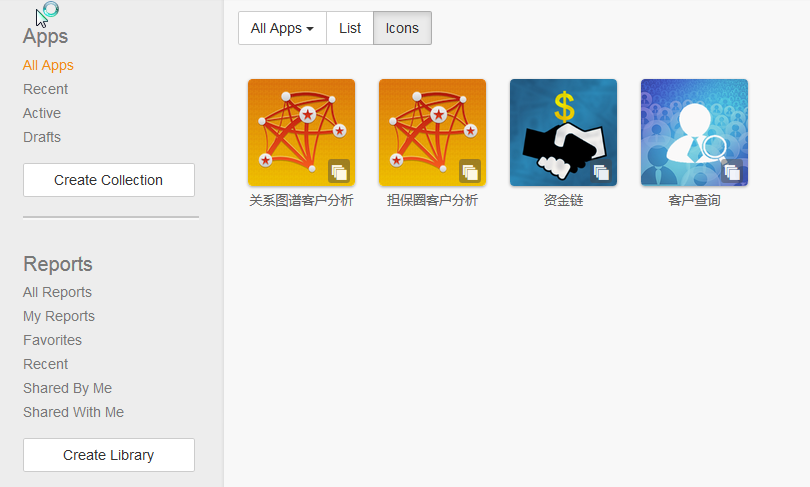 Apps
All Apps
Recent
Active
Drafts
Create Collection
Reports
All Reports
My Reports
Favorites
Recent
Shared By Me
Shared With Me
Create Library
All Apps List Icons
关系图谱客户分析 担保圈客户分析 资金链 客户查询